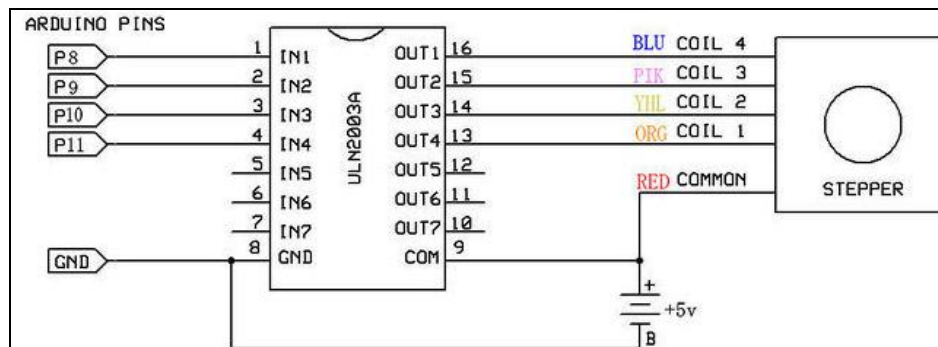 ARDUINO PINS
P8 1 IN1 OUT1 16 BLU COIL 4
P9 2 IN2 OUT2 15 PIK COIL 3
P10 3 IN3 OUT3 14 YHL COIL 2
P11 4 IN4 OUT4 13 ORG COIL 1
5 IN5 OUT5 12
6 IN6 OUT6 11
7 IN7 OUT7 10
GND 8 GND COM 9
ULN2003A
RED COMMON
STEPPER
+
+5v
B